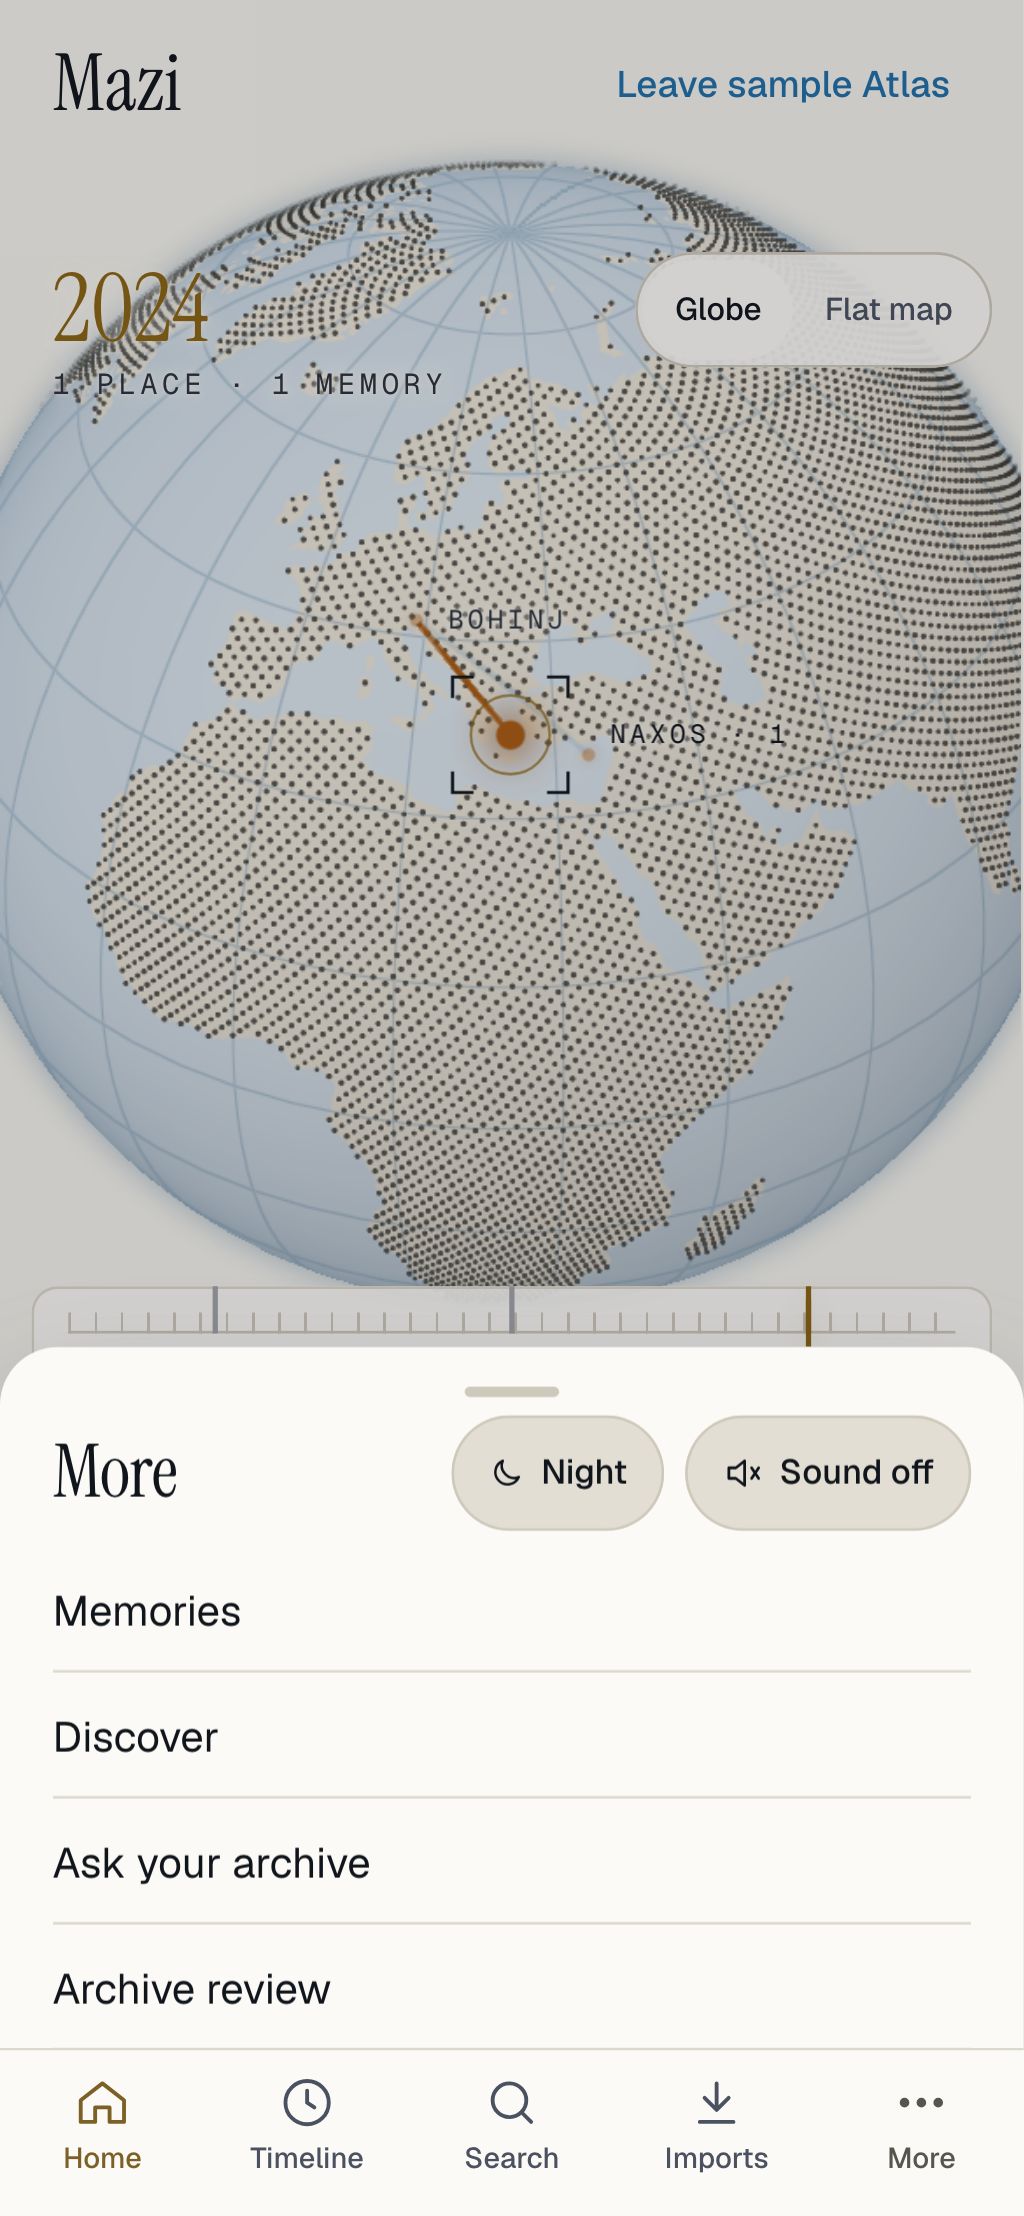 Mazi
Leave sample Atlas
2024
Globe
Flat map
1 PLACE · 1 MEMORY
BOHINJ
NAXOS · 1
More
Night
Sound off
Memories
Discover
Ask your archive
Archive review
Home
Timeline
Search
Imports
More